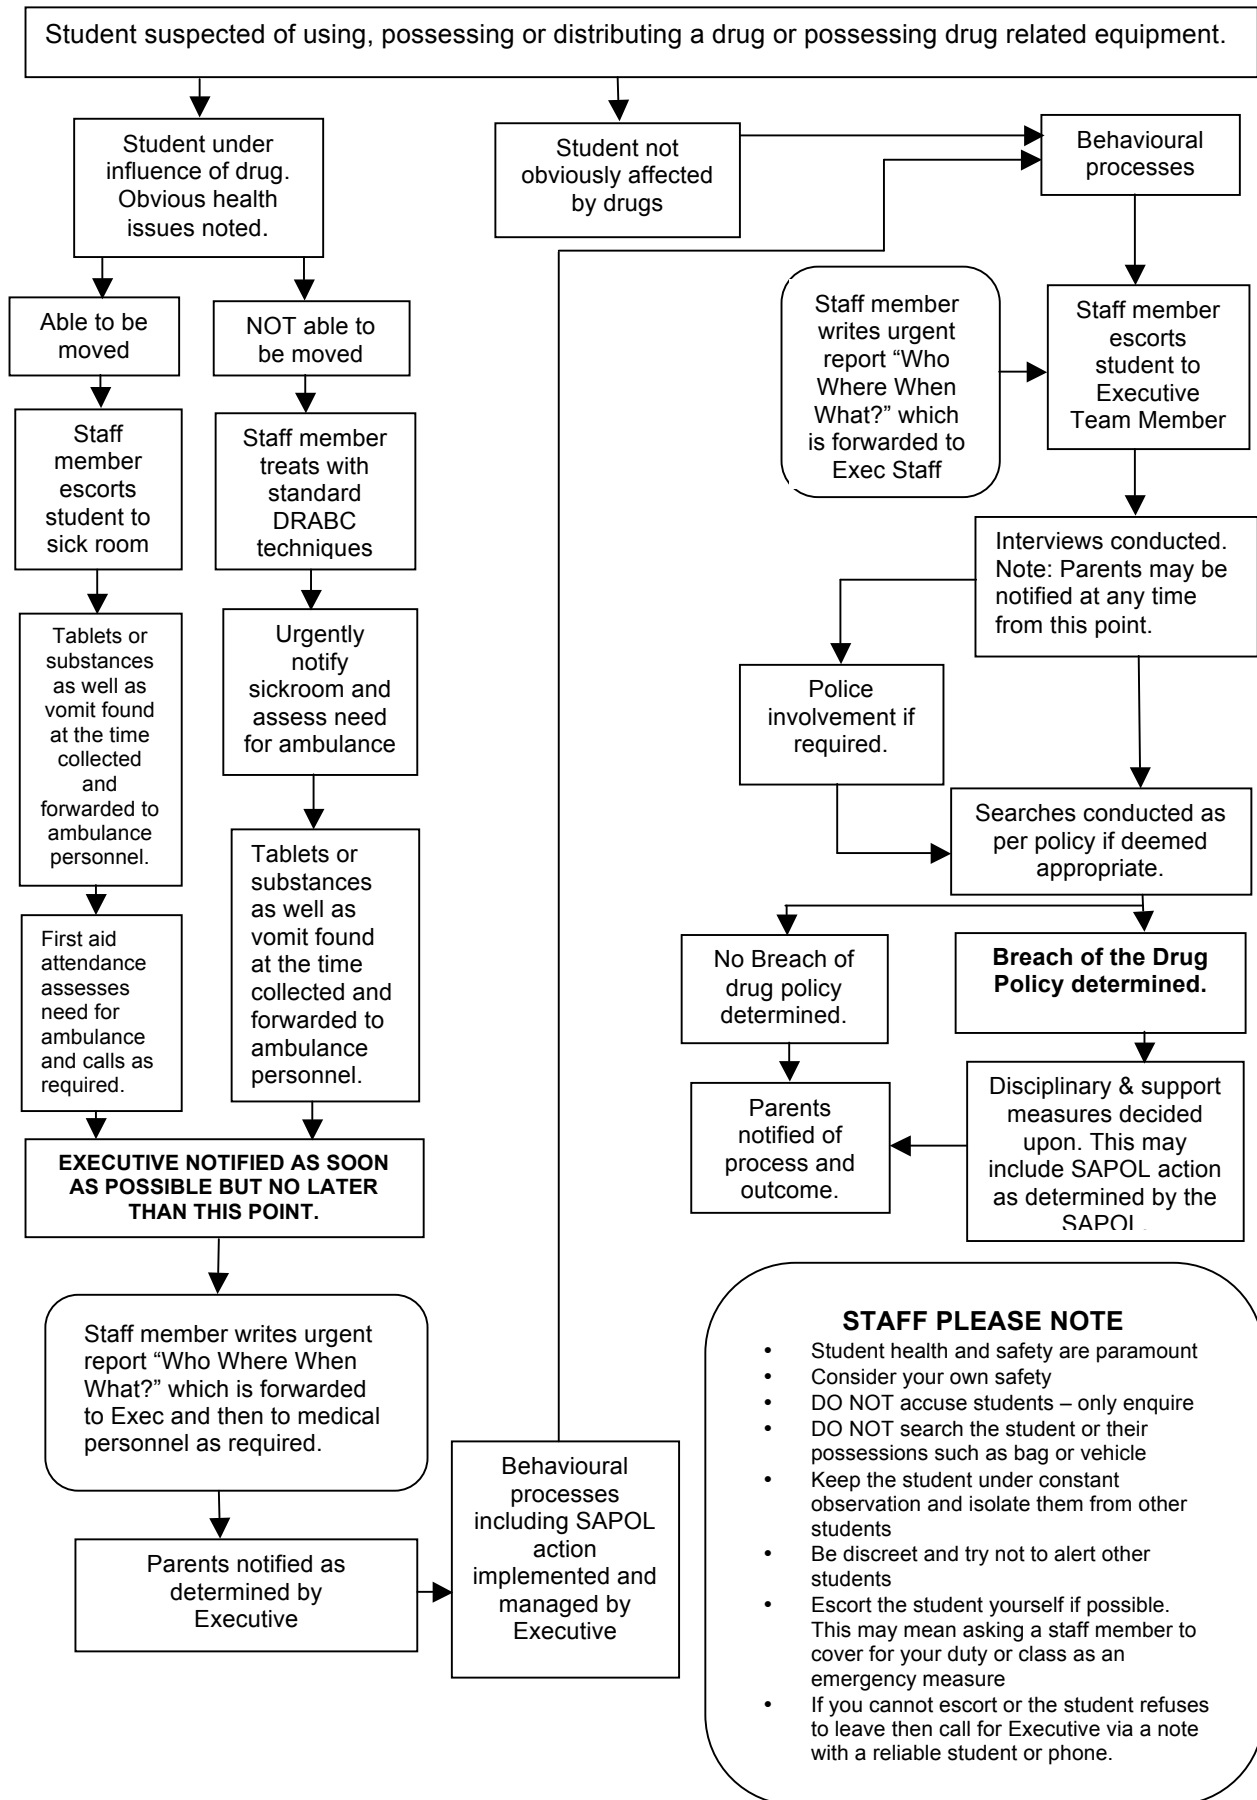 Student suspected of using, possessing or distributing a drug or possessing drug related equipment.
Student under
influence of drug.
Obvious health
issues noted.
Student not
obviously affected
by drugs
Behavioural
processes
Able to be
moved
NOT able to
be moved
Staff member
writes urgent
report “Who
Where When
What?” which
is forwarded to
Exec Staff
Staff member
escorts
student to
Executive
Team Member
Staff
member
escorts
student to
sick room
Staff member
treats with
standard
DRABC
techniques
Interviews conducted.
Note: Parents may be
notified at any time
from this point.
Tablets or
substances
as well as
vomit found
at the time
collected
and
forwarded to
ambulance
personnel.
Urgently
notify
sickroom and
assess need
for ambulance
Police
involvement if
required.
Searches conducted as
per policy if deemed
appropriate.
Tablets or
substances
as well as
vomit found
at the time
collected and
forwarded to
ambulance
personnel.
First aid
attendance
assesses
need for
ambulance
and calls as
required.
No Breach of
drug policy
determined.
Breach of the Drug
Policy determined.
Parents
notified of
process and
outcome.
Disciplinary & support
measures decided
upon. This may
include SAPOL action
as determined by the
SAPOL.
EXECUTIVE NOTIFIED AS SOON
AS POSSIBLE BUT NO LATER
THAN THIS POINT.
Staff member writes urgent
report “Who Where When
What?” which is forwarded
to Exec and then to medical
personnel as required.
Parents notified as
determined by
Executive
Behavioural
processes
including SAPOL
action
implemented and
managed by
Executive
STAFF PLEASE NOTE
• Student health and safety are paramount
• Consider your own safety
• DO NOT accuse students – only enquire
• DO NOT search the student or their
possessions such as bag or vehicle
• Keep the student under constant
observation and isolate them from other
students
• Be discreet and try not to alert other
students
• Escort the student yourself if possible.
This may mean asking a staff member to
cover for your duty or class as an
emergency measure
• If you cannot escort or the student refuses
to leave then call for Executive via a note
with a reliable student or phone.